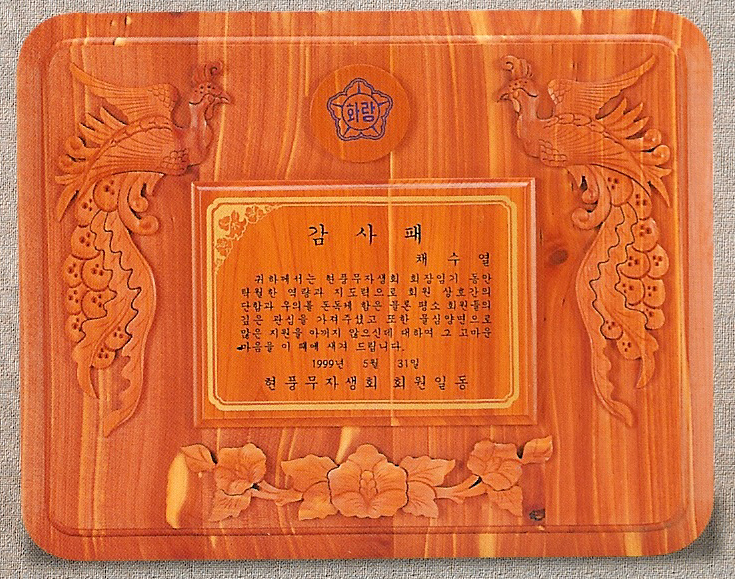 화랑
감 사 패
채 수 열
귀하께서는 현풍무자생회 회장임기 동안
탁월한 역량과 지도력으로 회원 상호간의
단합과 우의를 돈독케 함은 물론 평소 회원들의
깊은 관심을 가져주셨고 또한 물심양면으로
많은 지원을 아끼지 않으신데 대하여 그 고마운
마음을 이 패에 새겨 드립니다.
1999년 5월 31일
현풍무자생회 회원일동